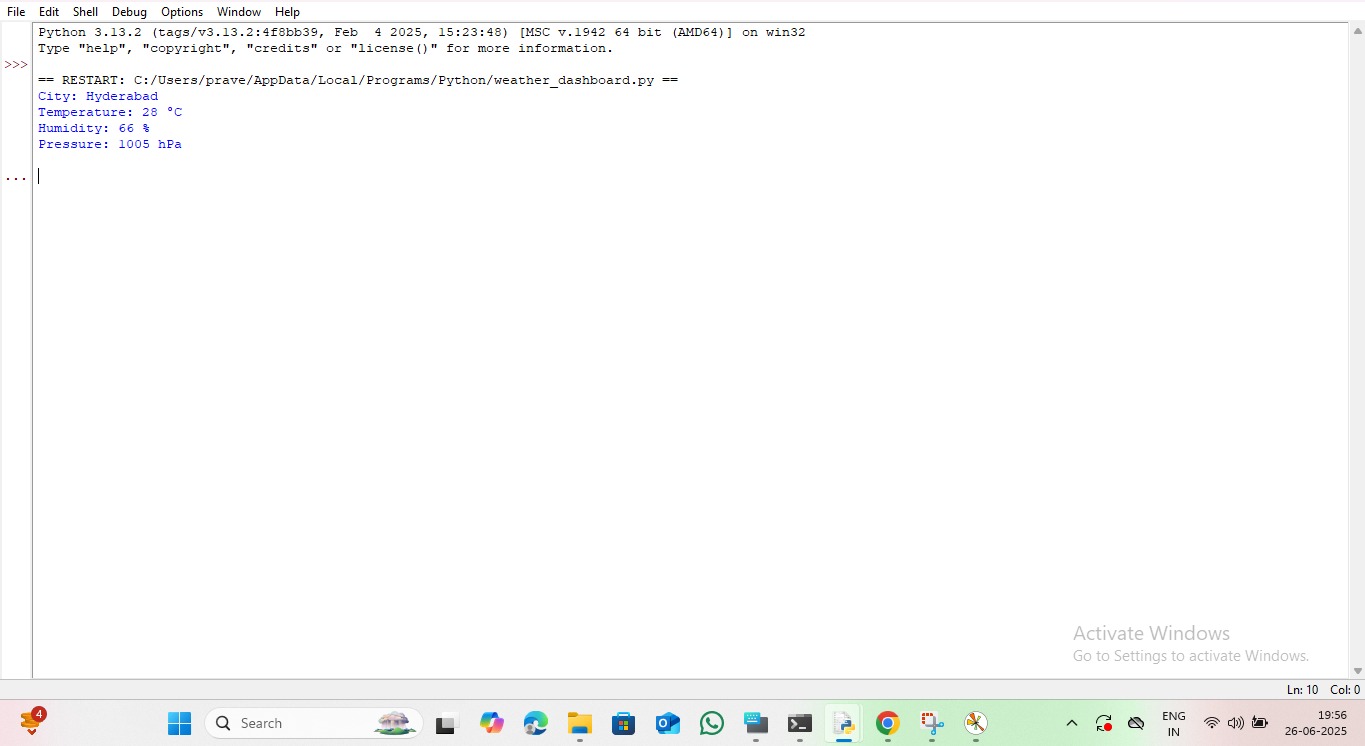 File Edit Shell Debug Options Window Help
Python 3.13.2 (tags/v3.13.2:4f8bb39, Feb  4 2025, 15:23:48) [MSC v.1942 64 bit (AMD64)] on win32
Type "help", "copyright", "credits" or "license()" for more information.
>>>
== RESTART: C:/Users/prave/AppData/Local/Programs/Python/weather_dashboard.py ==
City: Hyderabad
Temperature: 28 °C
Humidity: 66 %
Pressure: 1005 hPa
...
Activate Windows
Go to Settings to activate Windows.
Ln: 10 Col: 0
4
Search
ENG
IN
19:56
26-06-2025